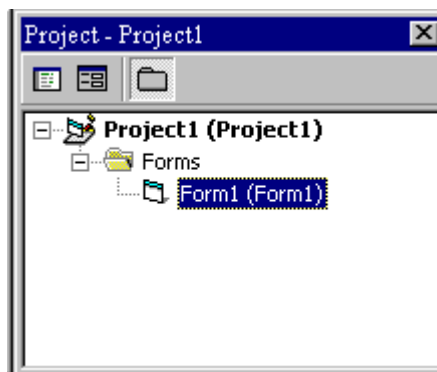 Project - Project1
Project1 (Project1)
Forms
Form1 (Form1)